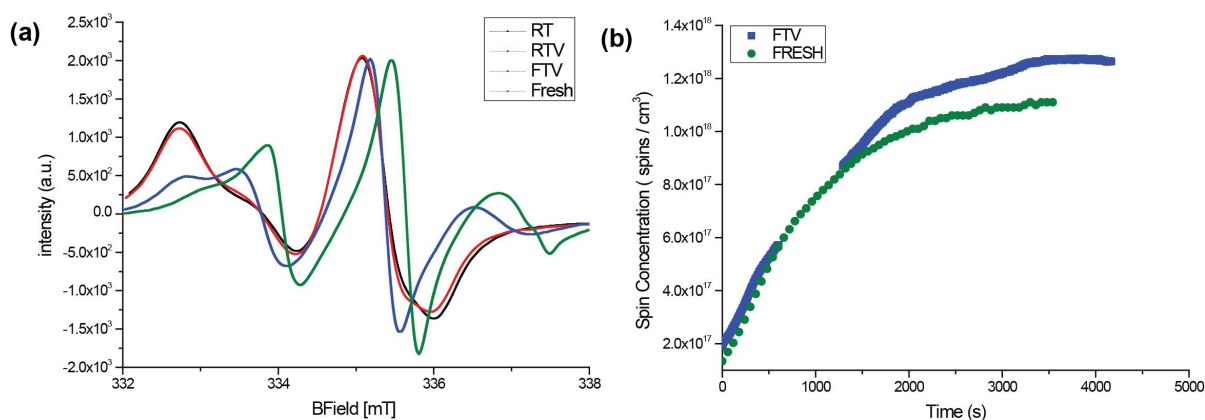 (a)
2.5x10³
2.0x10³
1.5x10³
1.0x10³
5.0x10²
0.0
-5.0x10²
-1.0x10³
-1.5x10³
-2.0x10³
intensity (a.u.)
RT
RTV
FTV
Fresh
332
334
336
338
BField [mT]
(b)
1.4x10¹⁸
1.2x10¹⁸
1.0x10¹⁸
8.0x10¹⁷
6.0x10¹⁷
4.0x10¹⁷
2.0x10¹⁷
Spin Concentration ( spins / cm³)
FTV
FRESH
0
1000
2000
3000
4000
5000
Time (s)